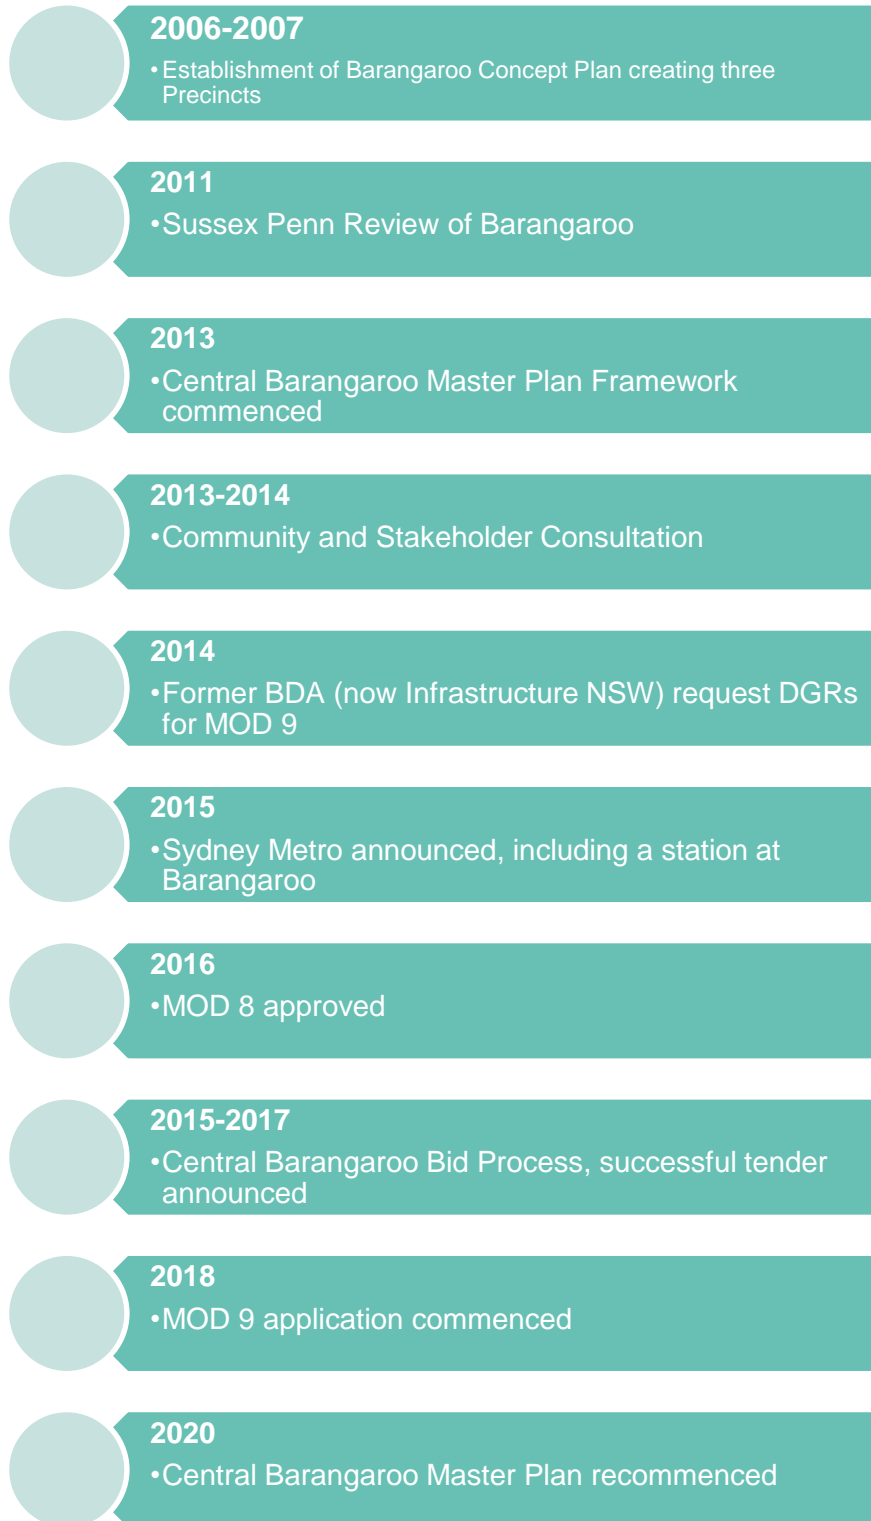 2006-2007
•Establishment of Barangaroo Concept Plan creating three
Precincts
2011
•Sussex Penn Review of Barangaroo
2013
•Central Barangaroo Master Plan Framework
commenced
2013-2014
•Community and Stakeholder Consultation
2014
•Former BDA (now Infrastructure NSW) request DGRs
for MOD 9
2015
•Sydney Metro announced, including a station at
Barangaroo
2016
•MOD 8 approved
2015-2017
•Central Barangaroo Bid Process, successful tender
announced
2018
•MOD 9 application commenced
2020
•Central Barangaroo Master Plan recommenced